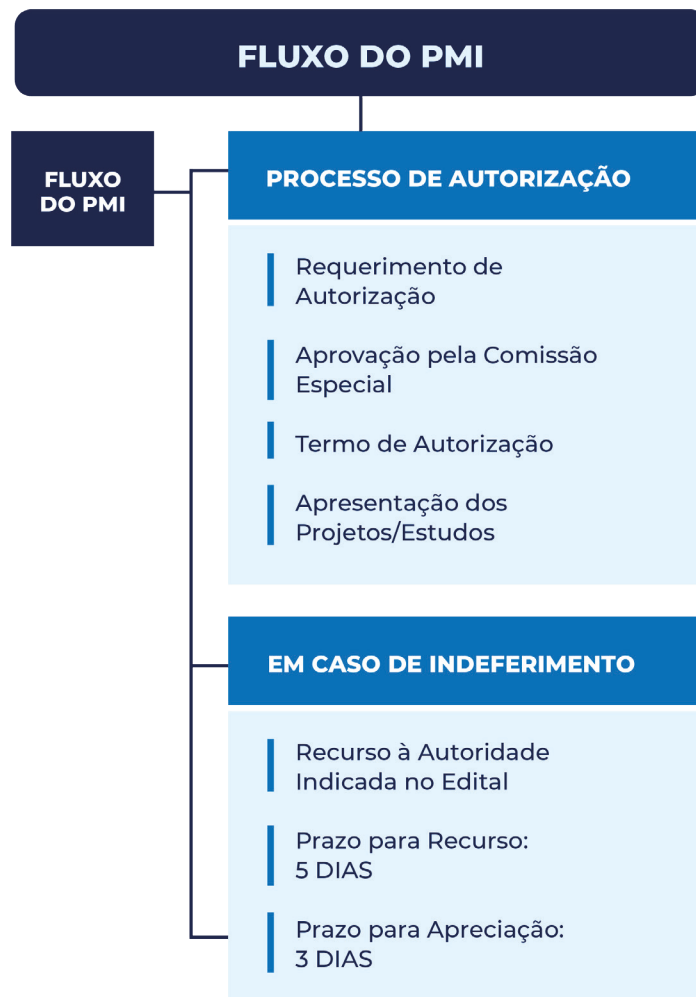 FLUXO DO PMI
FLUXO
DO PMI
PROCESSO DE AUTORIZAÇÃO
Requerimento de
Autorização
Aprovação pela Comissão
Especial
Termo de Autorização
Apresentação dos
Projetos/Estudos
EM CASO DE INDEFERIMENTO
Recurso à Autoridade
Indicada no Edital
Prazo para Recurso:
5 DIAS
Prazo para Apreciação:
3 DIAS